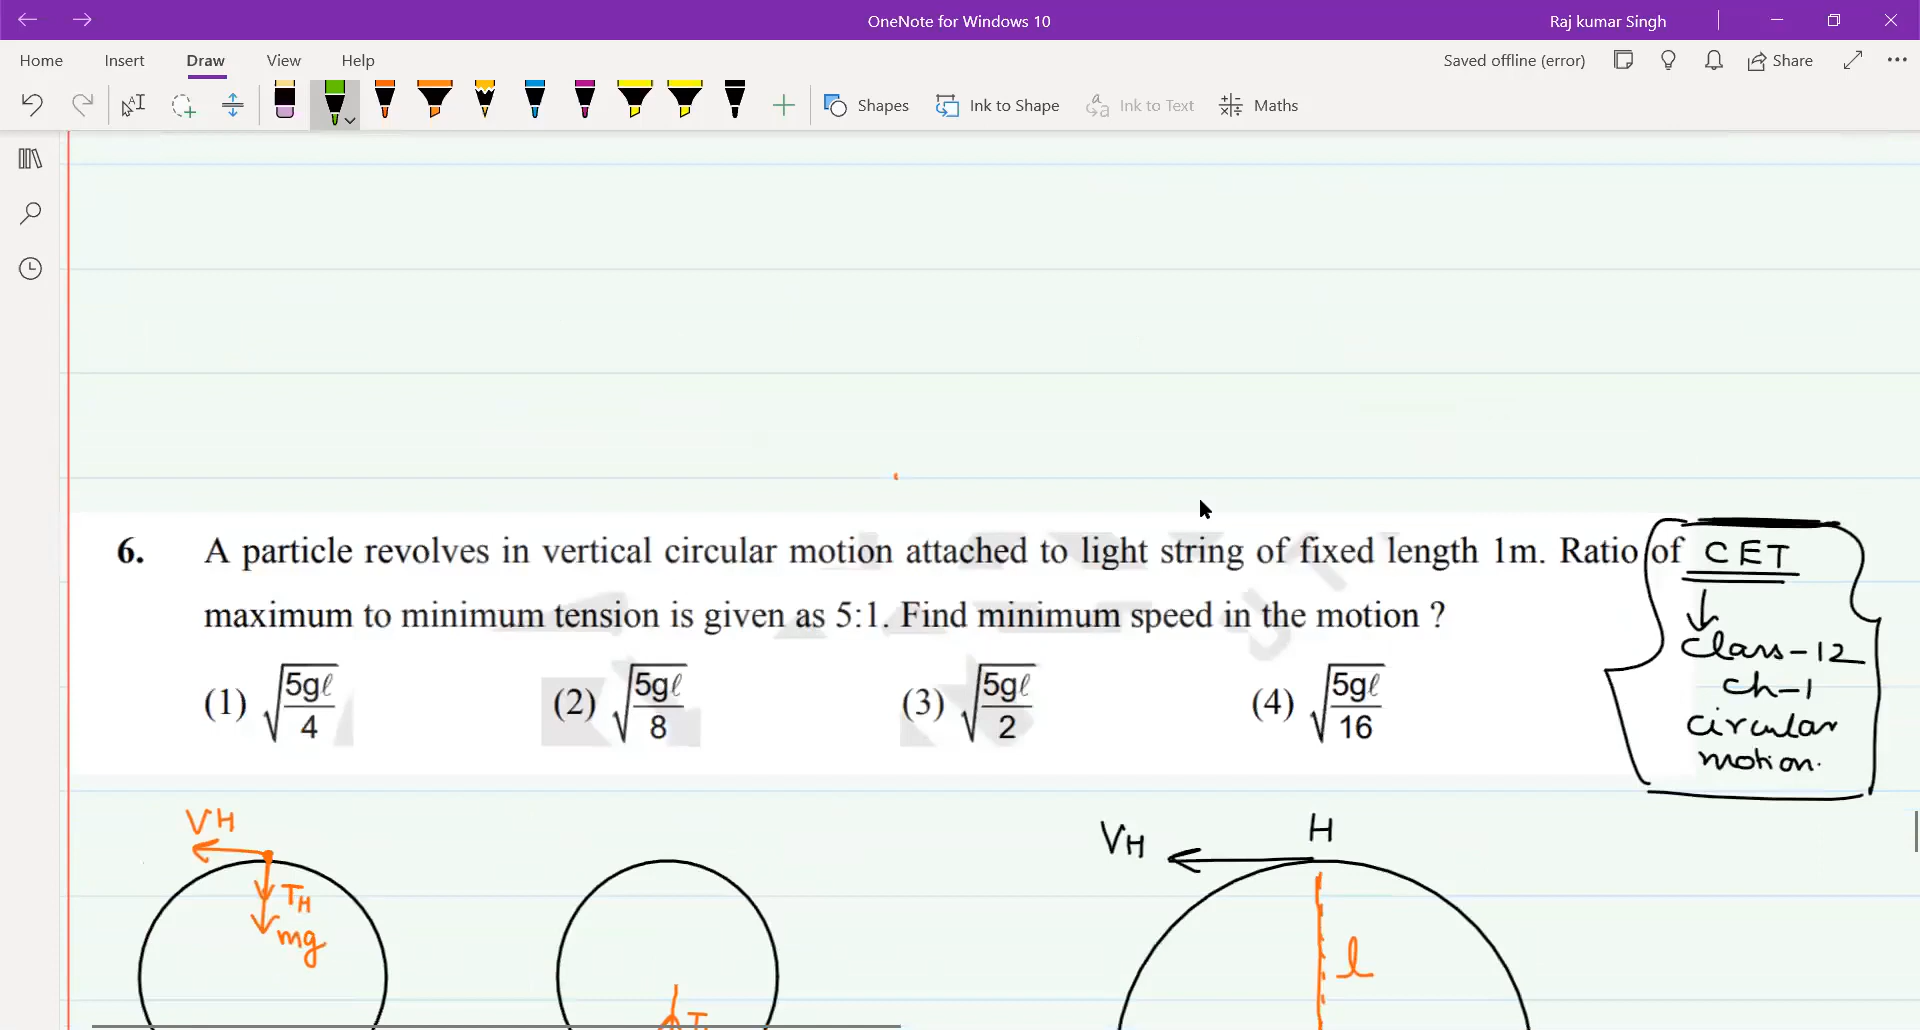 OneNote for Windows 10
Raj kumar Singh
Home Insert Draw View Help
Saved offline (error)
Share
Shapes
Ink to Shape
Ink to Text
Maths
6. A particle revolves in vertical circular motion attached to light string of fixed length 1m. Ratio of
maximum to minimum tension is given as 5:1. Find minimum speed in the motion ?
(1) √(5gℓ/4) (2) √(5gℓ/8) (3) √(5gℓ/2) (4) √(5gℓ/16)
CET
↓
Class-12
ch-1
circular
motion.
VH
TH
mg
VH
H
l